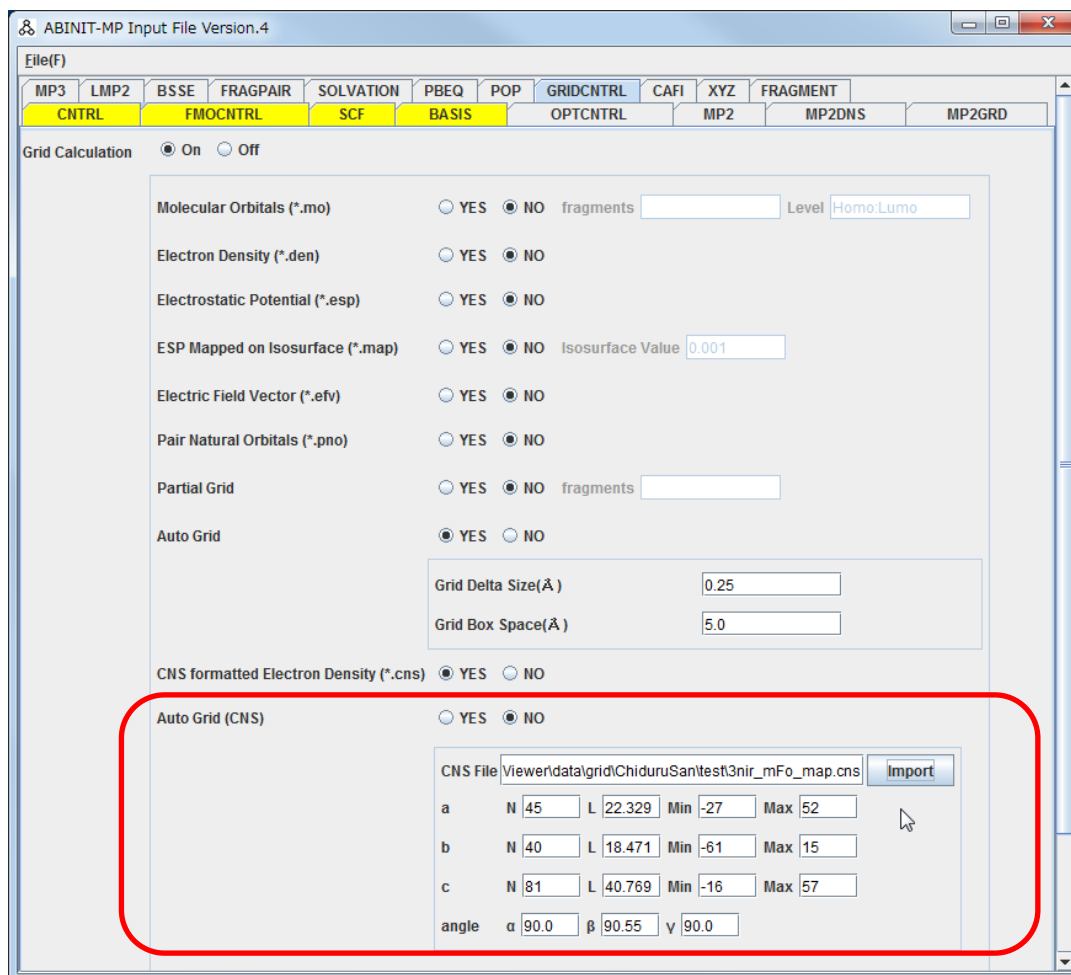 ABINIT-MP Input File Version.4
File(F)
MP3 LMP2 BSSE FRAGPAIR SOLVATION PBEQ POP GRIDCNTRL CAFI XYZ FRAGMENT
CNTRL FMOCNTRL SCF BASIS OPTCNTRL MP2 MP2DNS MP2GRD
Grid Calculation On Off
Molecular Orbitals (*.mo) YES NO fragments Level Homo:Lumo
Electron Density (*.den) YES NO
Electrostatic Potential (*.esp) YES NO
ESP Mapped on Isosurface (*.map) YES NO Isosurface Value 0.001
Electric Field Vector (*.efv) YES NO
Pair Natural Orbitals (*.pno) YES NO
Partial Grid YES NO fragments
Auto Grid YES NO
Grid Delta Size(Å) 0.25
Grid Box Space(Å) 5.0
CNS formatted Electron Density (*.cns) YES NO
Auto Grid (CNS) YES NO
CNS File Viewer\data\grid\ChiduruSan\test\3nir_mFo_map.cns Import
a N 45 L 22.329 Min -27 Max 52
b N 40 L 18.471 Min -61 Max 15
c N 81 L 40.769 Min -16 Max 57
angle α 90.0 β 90.55 γ 90.0